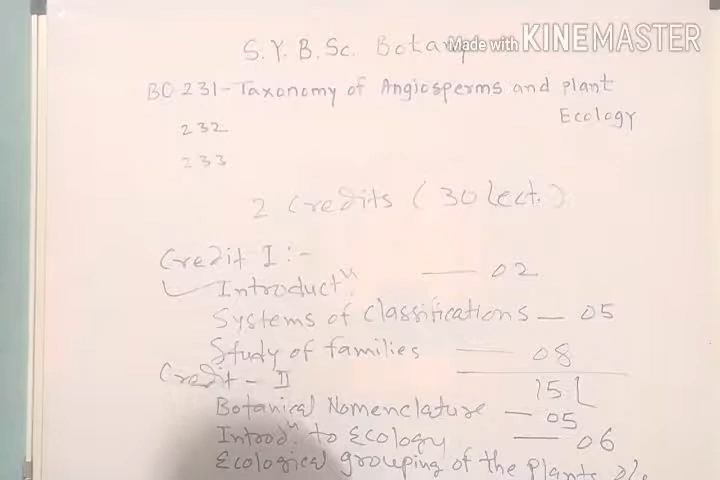 S.Y.B.Sc. Botany
Made with KINEMASTER
BO 231 - Taxonomy of Angiosperms and plant
Ecology
232
233
2 Credits (30 Lect.)
Credit I :-
Introductⁿ — 02
Systems of classifications — 05
Study of families — 08
15 L
Credit - II
Botanical Nomenclature — 05
Introdⁿ to Ecology — 06
Ecological grouping of the plants